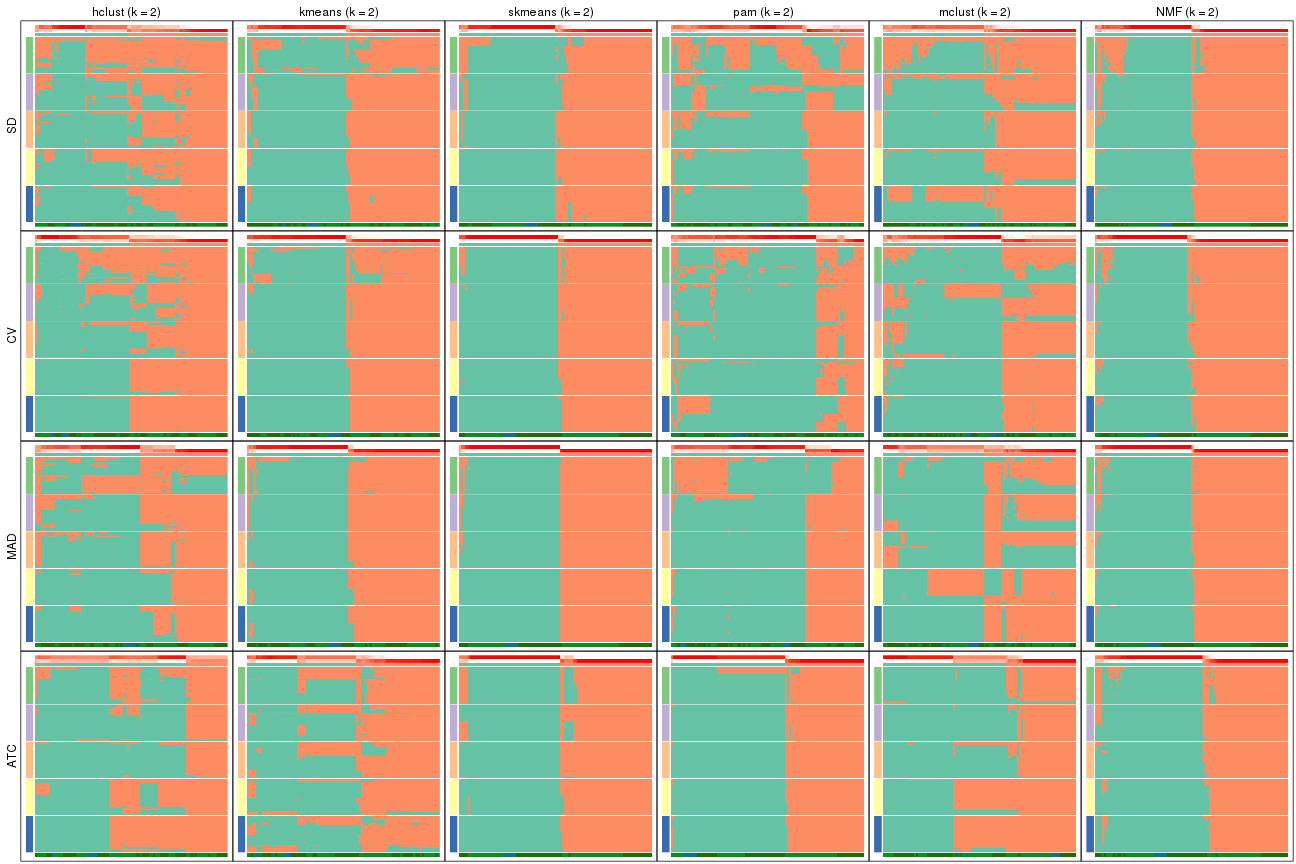 hclust (k = 2) kmeans (k = 2) skmeans (k = 2) pam (k = 2) mclust (k = 2) NMF (k = 2)
SD
CV
MAD
ATC